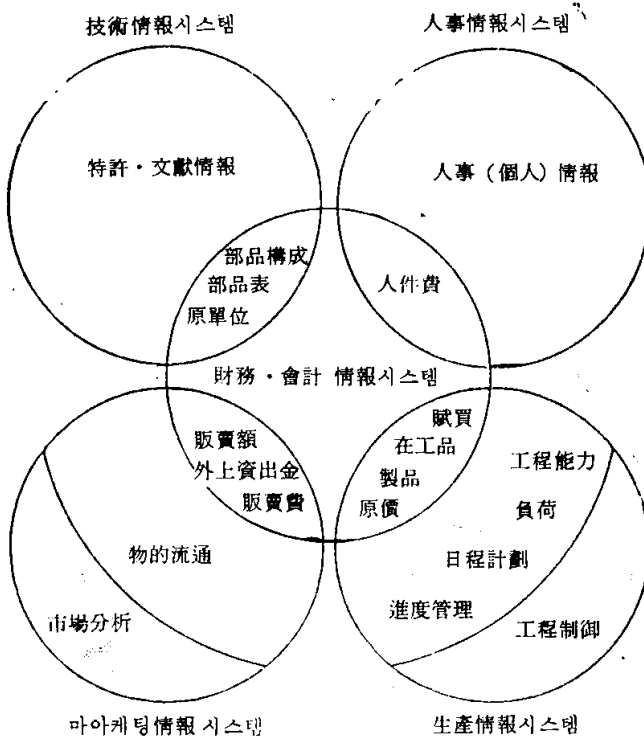 技術情報시스템
人事情報시스템
特許・文獻情報
人事（個人）情報
部品構成
部品表
原單位
人件費
財務・會計 情報시스템
販賣額
外上資出金
販賣費
賦買
在工品
製品
原價
工程能力
負荷
日程計劃
進度管理
工程制御
物的流通
市場分析
마아케팅情報 시스템
生產情報시스템